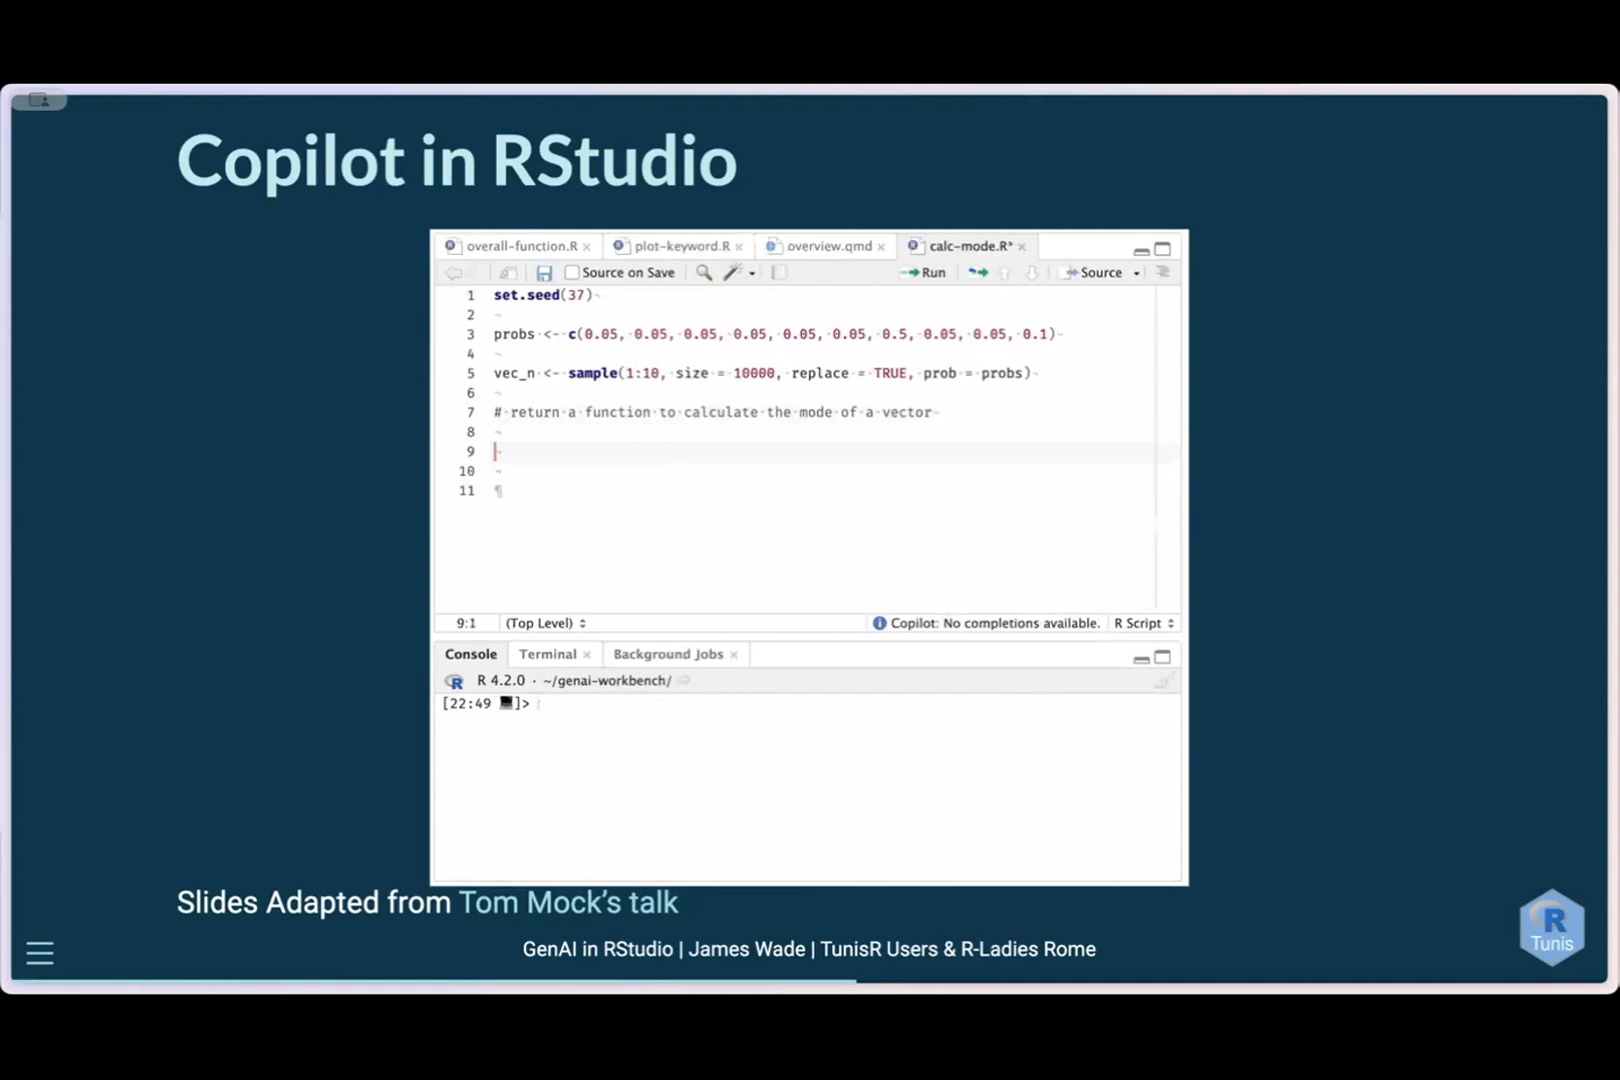 Copilot in RStudio
overall-function.R plot-keyword.R overview.qmd calc-mode.R*
Source on Save Run Source
1 set.seed(37)
2
3 probs <- c(0.05, 0.05, 0.05, 0.05, 0.05, 0.05, 0.5, 0.05, 0.05, 0.1)
4
5 vec_n <- sample(1:10, size = 10000, replace = TRUE, prob = probs)
6
7 # return a function to calculate the mode of a vector
8
9
10
11
9:1 (Top Level) Copilot: No completions available. R Script
Console Terminal Background Jobs
R R 4.2.0 · ~/genai-workbench/
[22:49 ]>
Slides Adapted from Tom Mock's talk
GenAI in RStudio | James Wade | TunisR Users & R-Ladies Rome
R
Tunis